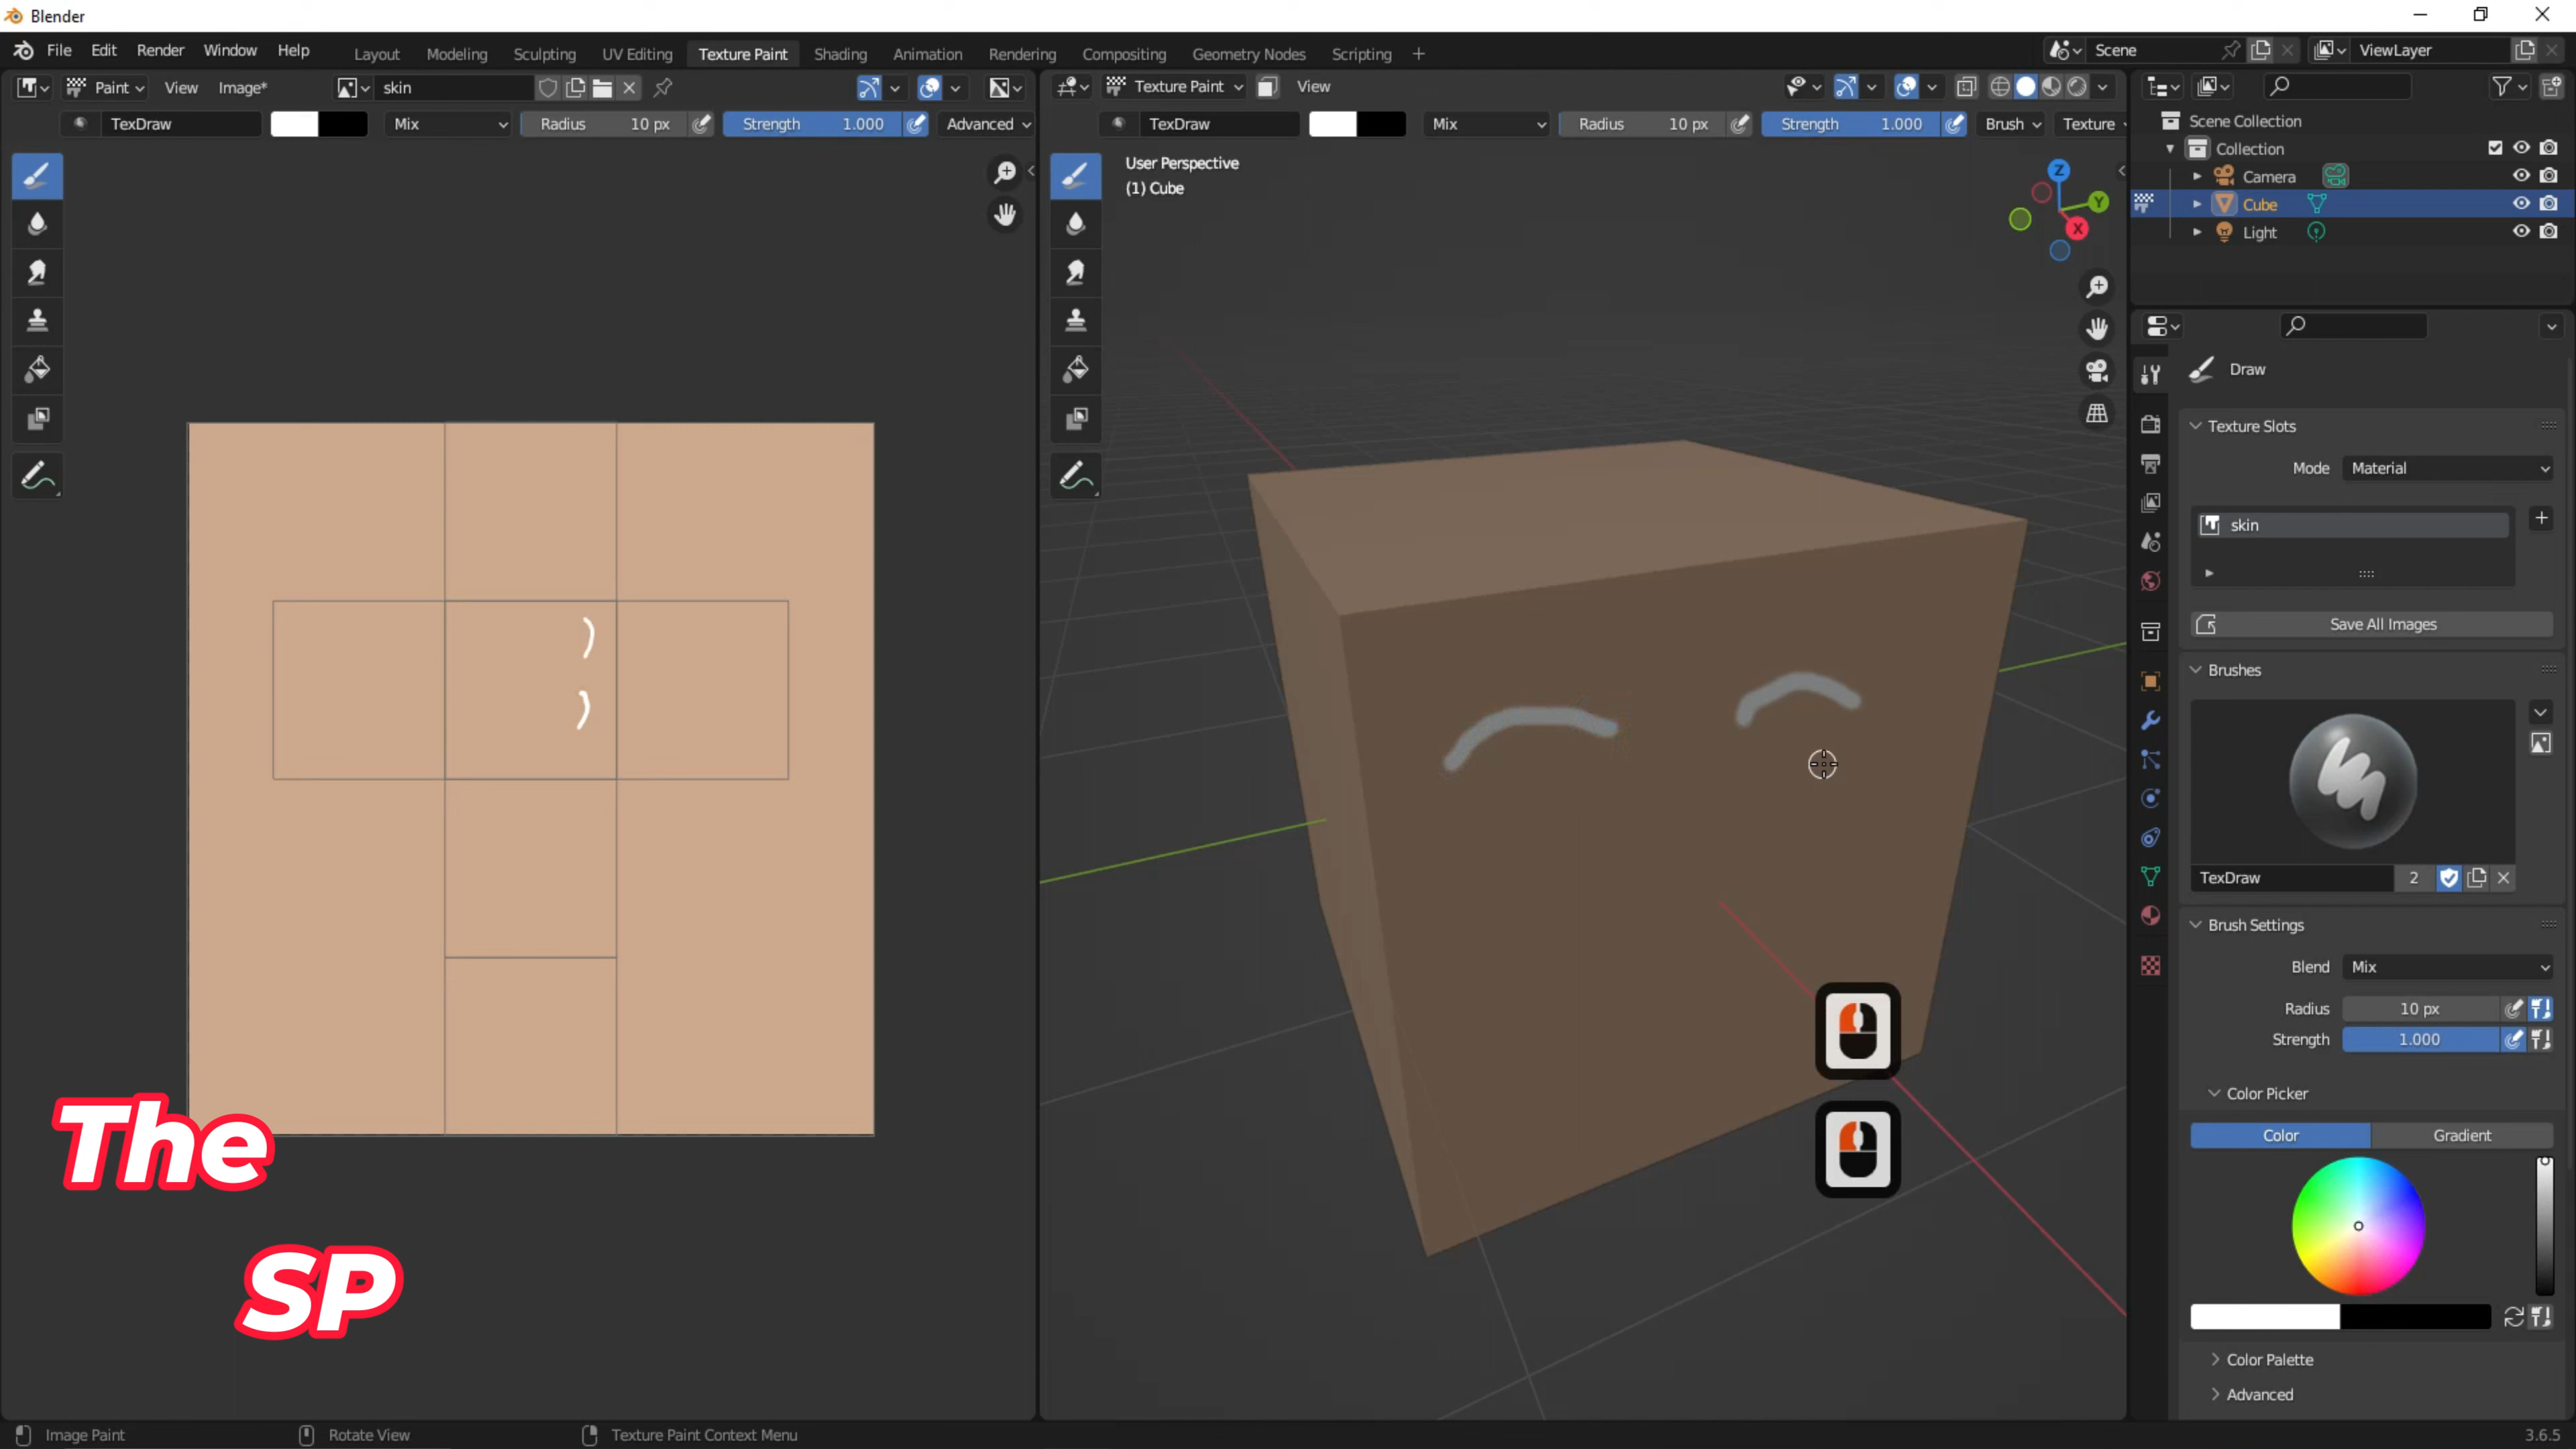 Blender
File Edit Render Window Help Layout Modeling Sculpting UV Editing Texture Paint Shading Animation Rendering Compositing Geometry Nodes Scripting + Scene ViewLayer
Paint View Image* skin
TexDraw Mix Radius 10 px Strength 1.000 Advanced
Texture Paint View
TexDraw Mix Radius 10 px Strength 1.000 Brush Texture
User Perspective
(1) Cube
Z
Y
X
Scene Collection
Collection
Camera
Cube
Light
Draw
Texture Slots
Mode Material
skin
Save All Images
Brushes
TexDraw 2
Brush Settings
Blend Mix
Radius 10 px
Strength 1.000
Color Picker
Color Gradient
Color Palette
Advanced
The
SP
Image Paint Rotate View Texture Paint Context Menu 3.6.5